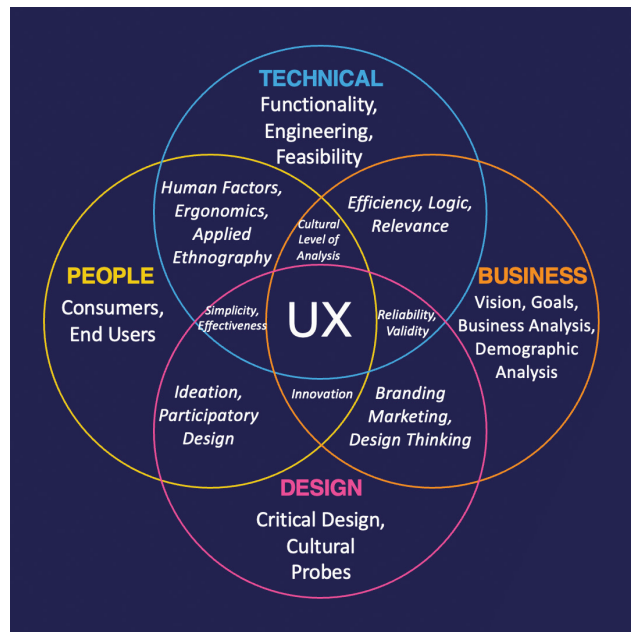 TECHNICAL
Functionality,
Engineering,
Feasibility
Human Factors,
Ergonomics,
Applied
Ethnography
Cultural
Level of
Analysis
Efficiency, Logic,
Relevance
PEOPLE
Consumers,
End Users
Simplicity,
Effectiveness
UX
Reliability,
Validity
BUSINESS
Vision, Goals,
Business Analysis,
Demographic
Analysis
Ideation,
Participatory
Design
Innovation
Branding
Marketing,
Design Thinking
DESIGN
Critical Design,
Cultural
Probes